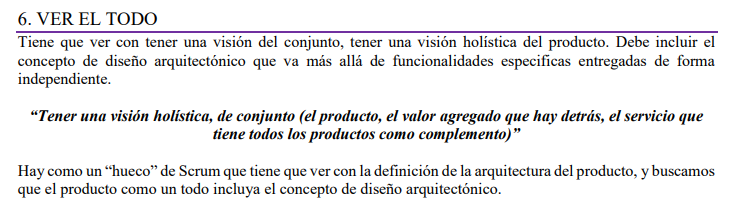 6. VER EL TODO
Tiene que ver con tener una visión del conjunto, tener una visión holística del producto. Debe incluir el
concepto de diseño arquitectónico que va más allá de funcionalidades especificas entregadas de forma
independiente.
“Tener una visión holística, de conjunto (el producto, el valor agregado que hay detrás, el servicio que
tiene todos los productos como complemento)”
Hay como un “hueco” de Scrum que tiene que ver con la definición de la arquitectura del producto, y buscamos
que el producto como un todo incluya el concepto de diseño arquitectónico.